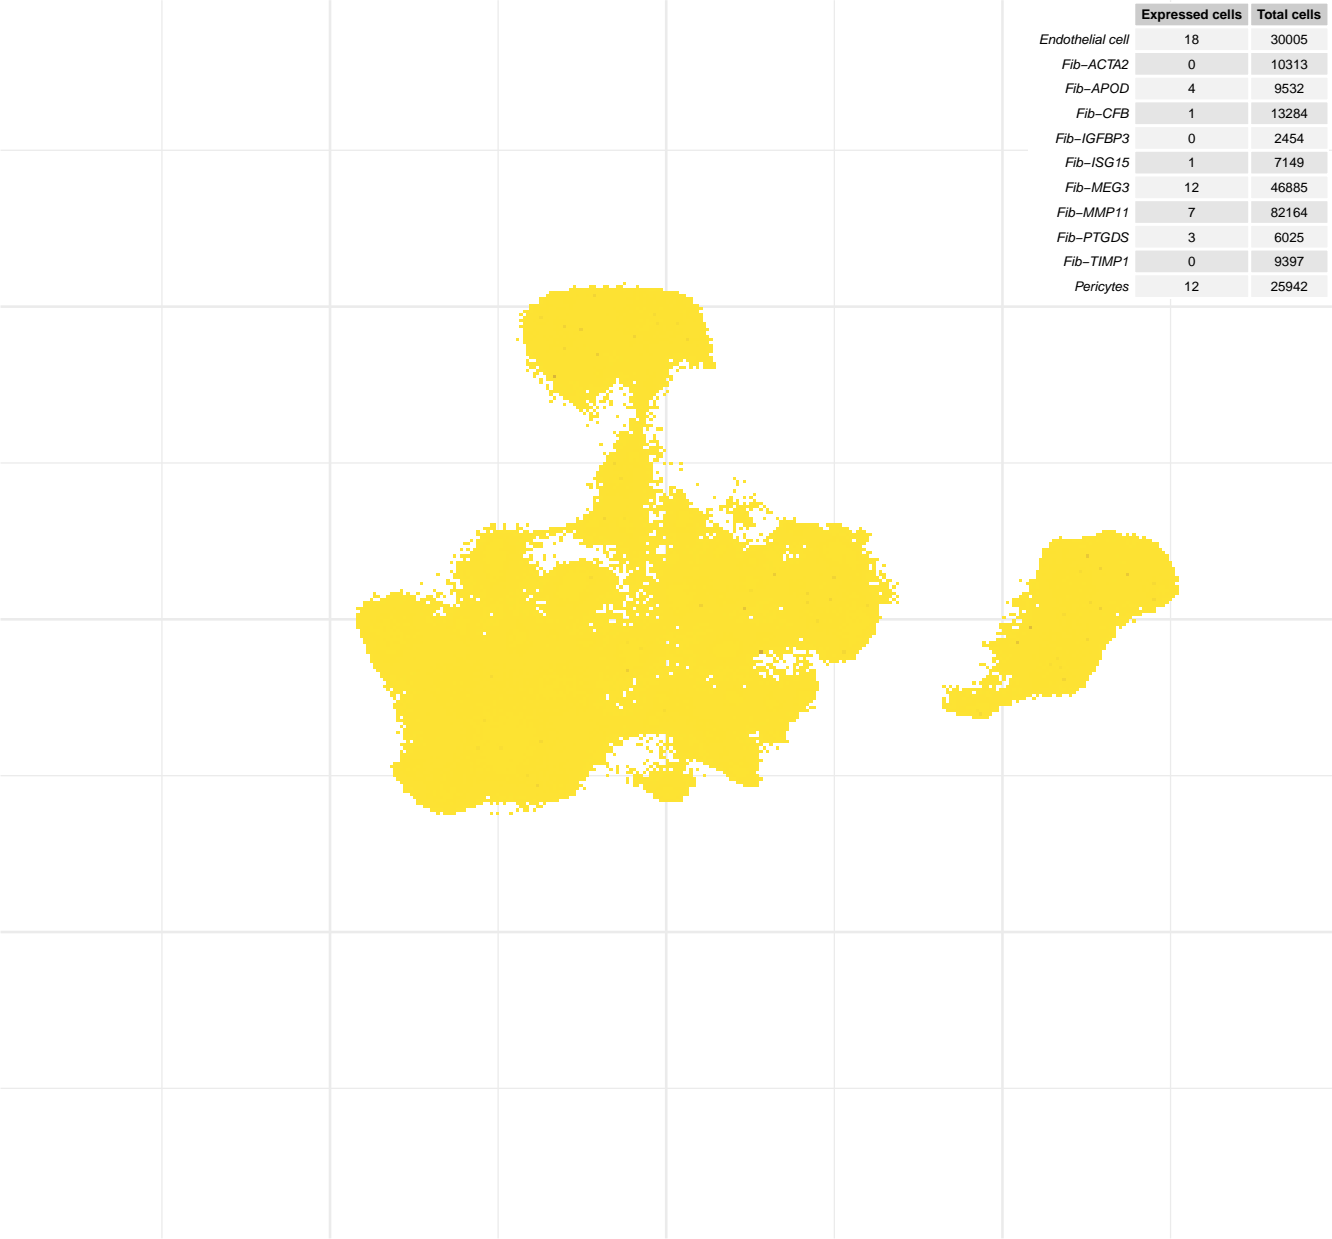 Expressed cells Total cells
Endothelial cell 18 30005
Fib−ACTA2 0 10313
Fib−APOD 4 9532
Fib−CFB 1 13284
Fib−IGFBP3 0 2454
Fib−ISG15 1 7149
Fib−MEG3 12 46885
Fib−MMP11 7 82164
Fib−PTGDS 3 6025
Fib−TIMP1 0 9397
Pericytes 12 25942